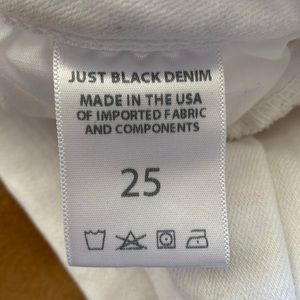 JUST BLACK DENIM
MADE IN THE USA
OF IMPORTED FABRIC
AND COMPONENTS
25